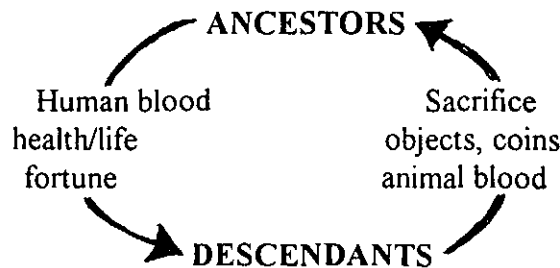 ANCESTORS
Human blood
health/life
fortune
Sacrifice
objects, coins
animal blood
DESCENDANTS